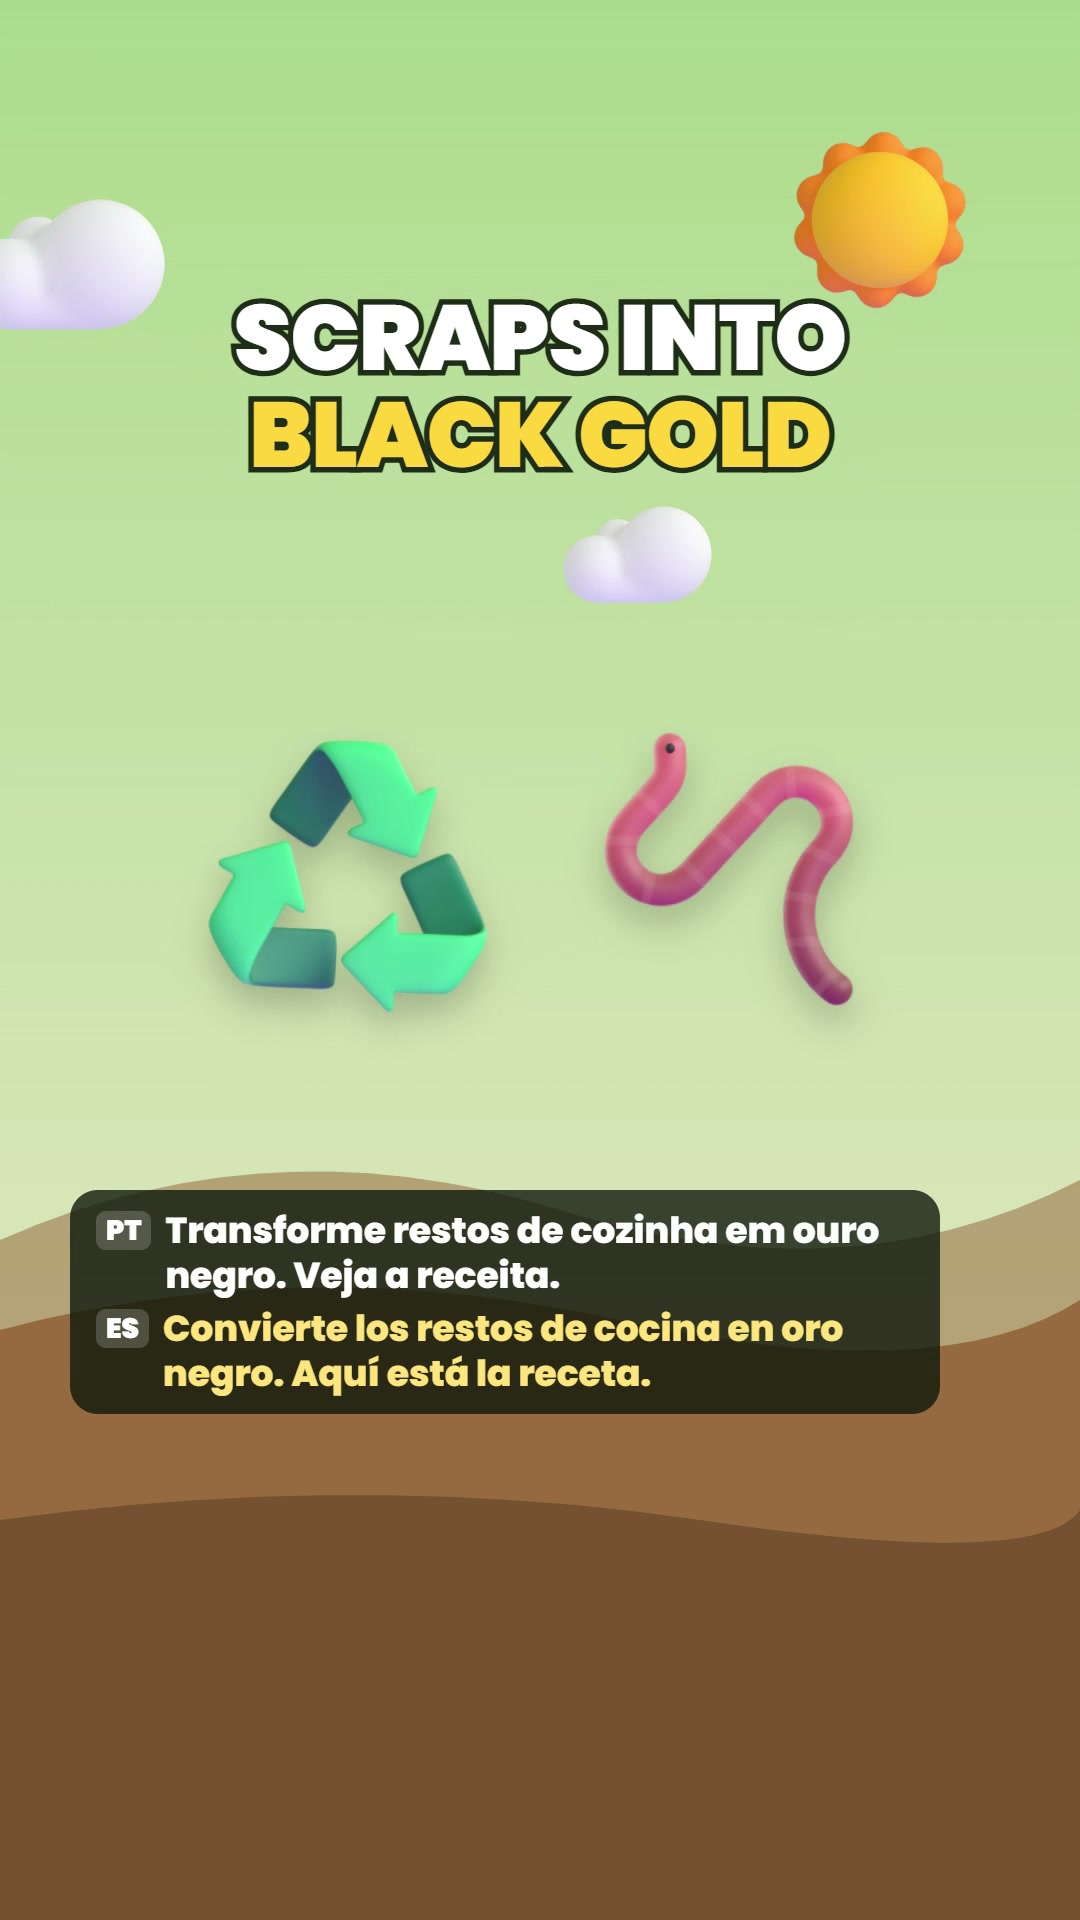 SCRAPS INTO
BLACK GOLD
PT Transforme restos de cozinha em ouro
negro. Veja a receita.
ES Convierte los restos de cocina en oro
negro. Aquí está la receta.